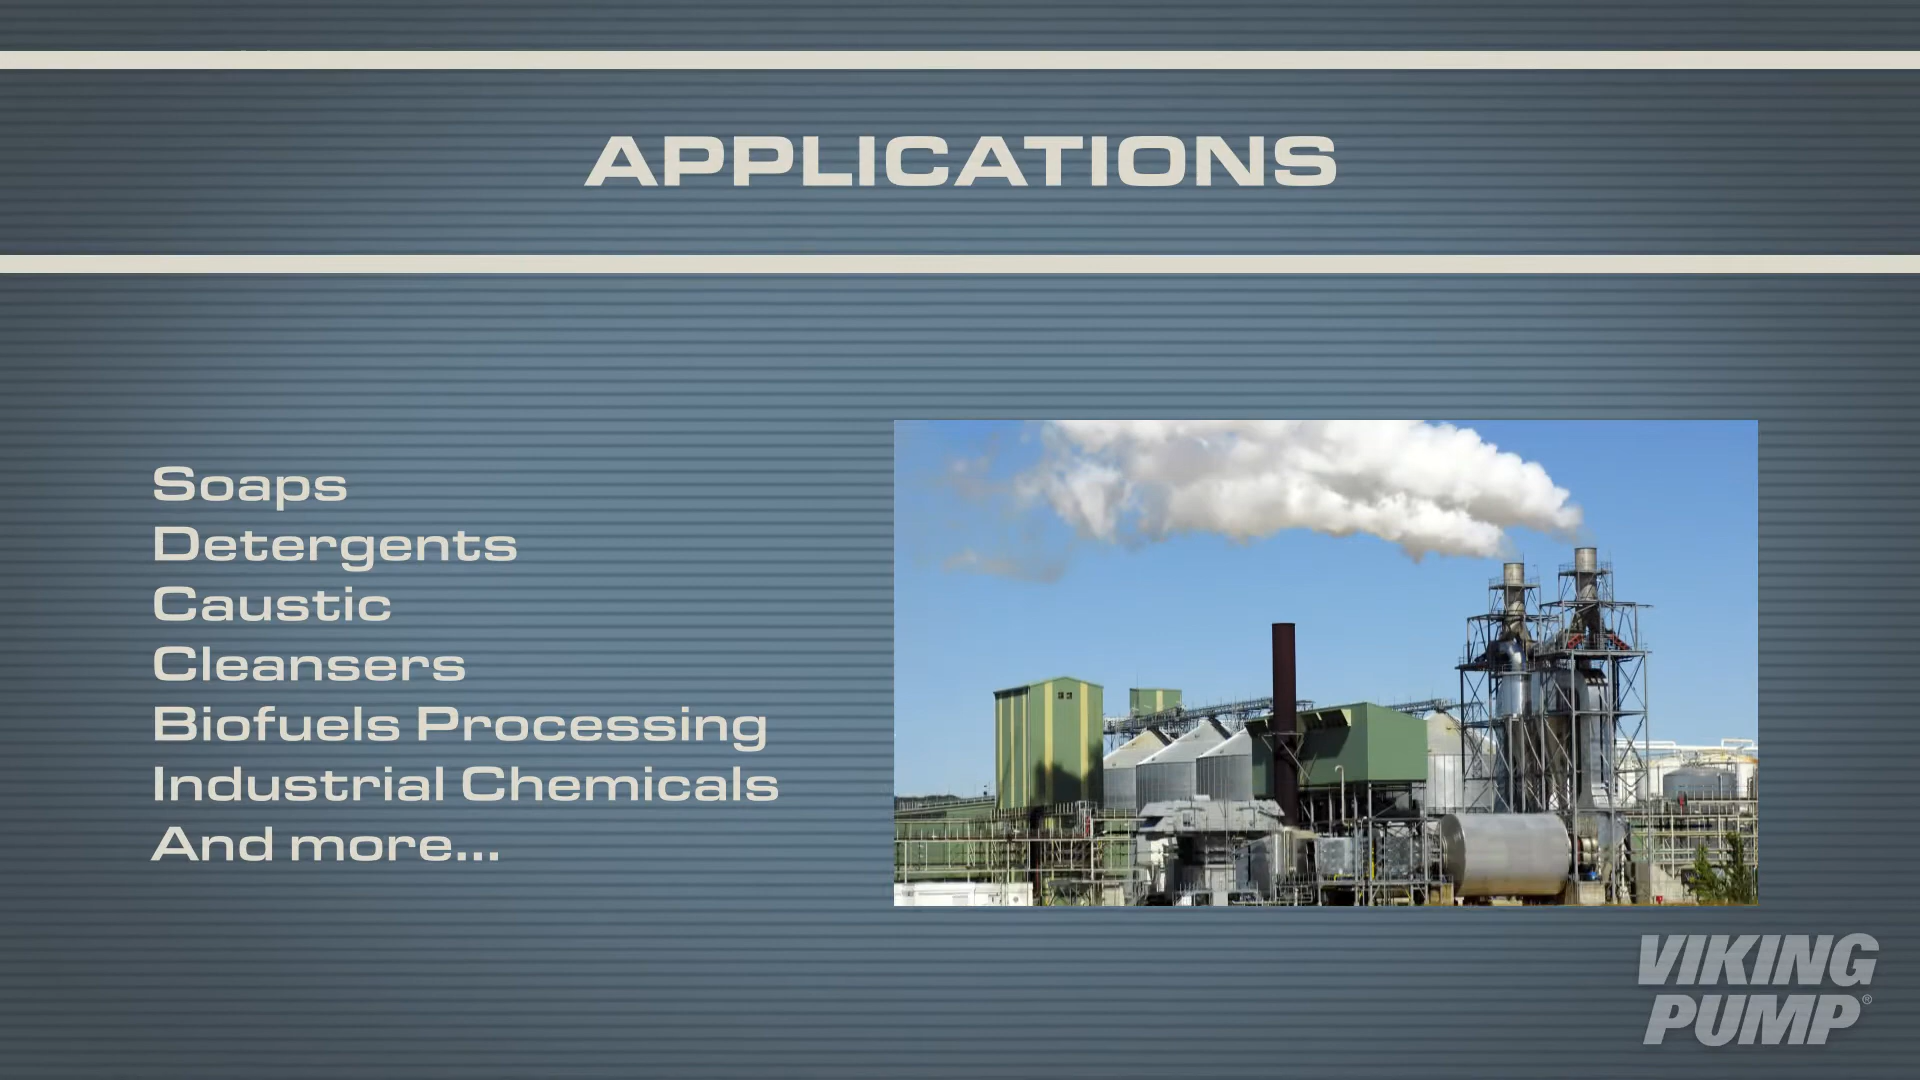 APPLICATIONS
Soaps
Detergents
Caustic
Cleansers
Biofuels Processing
Industrial Chemicals
And more...
VIKING
PUMP®